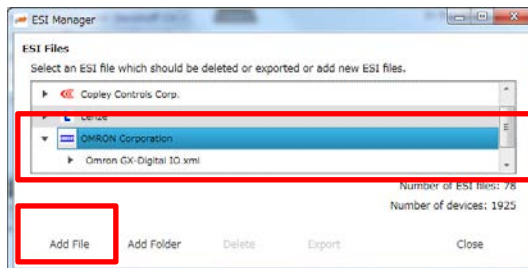 ESI Manager
ESI Files
Select an ESI file which should be deleted or exported or add new ESI files.
Copley Controls Corp.
Lenze
OMRON Corporation
Omron GX-Digital IO.xml
Number of ESI files: 78
Number of devices: 1925
Add File Add Folder Delete Export Close